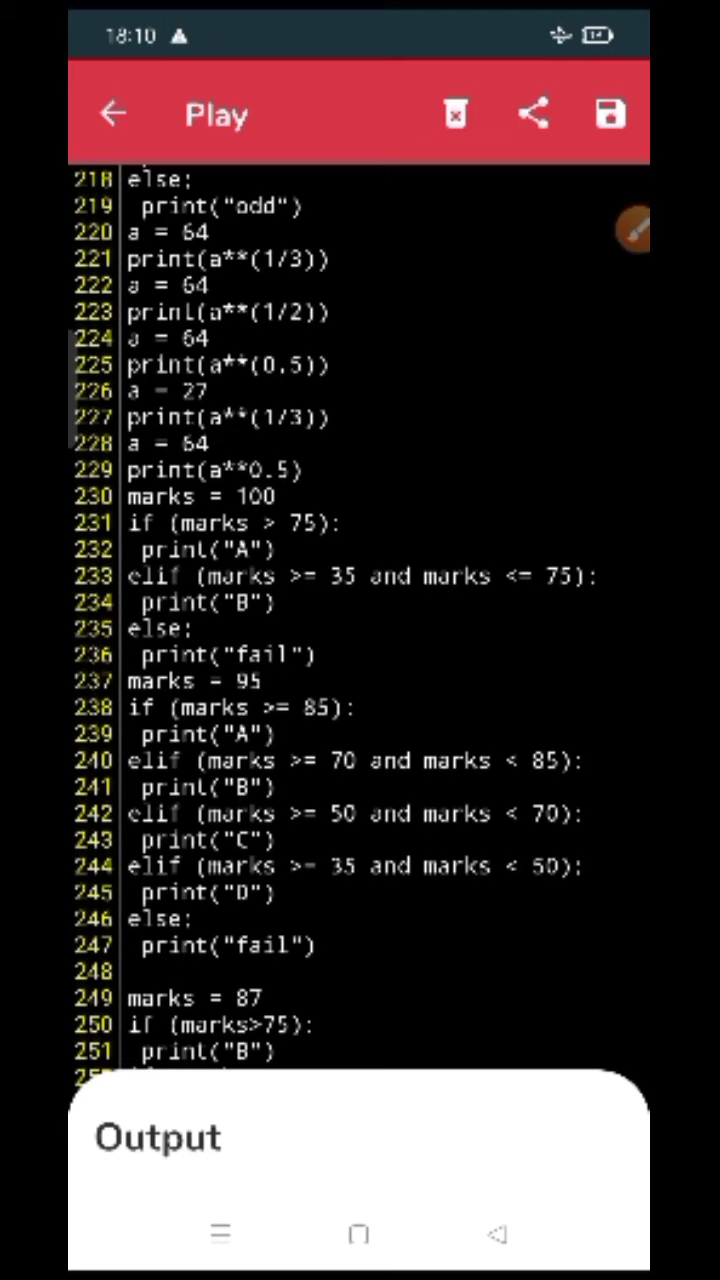 18:10
Play
218 else:
219 print("odd")
220 a = 64
221 print(a**(1/3))
222 a = 64
223 print(a**(1/2))
224 a = 64
225 print(a**(0.5))
226 a = 27
227 print(a**(1/3))
228 a = 64
229 print(a**0.5)
230 marks = 100
231 if (marks > 75):
232 print("A")
233 elif (marks >= 35 and marks <= 75):
234 print("B")
235 else:
236 print("fail")
237 marks = 95
238 if (marks >= 85):
239 print("A")
240 elif (marks >= 70 and marks < 85):
241 print("B")
242 elif (marks >= 50 and marks < 70):
243 print("C")
244 elif (marks >= 35 and marks < 50):
245 print("D")
246 else:
247 print("fail")
248
249 marks = 87
250 if (marks>75):
251 print("B")
Output